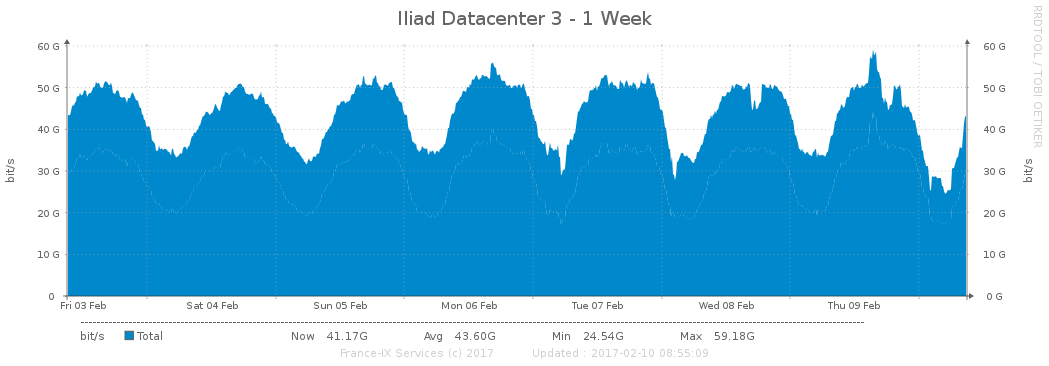 Iliad Datacenter 3 - 1 Week
RRDTOOL / TOBI OETIKER
60 G 60 G
50 G 50 G
40 G 40 G
30 G 30 G
20 G 20 G
10 G 10 G
0 0 G
bit/s bit/s
Fri 03 Feb Sat 04 Feb Sun 05 Feb Mon 06 Feb Tue 07 Feb Wed 08 Feb Thu 09 Feb
bit/s Total Now 41.17G Avg 43.60G Min 24.54G Max 59.18G
France-IX Services (c) 2017 Updated : 2017-02-10 08:55:09